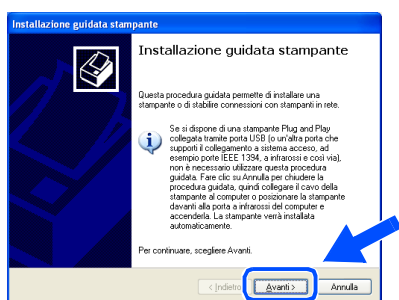 Installazione guidata stampante
Installazione guidata stampante
Questa procedura guidata permette di installare una
stampante o di stabilire connessioni con stampanti in rete.
Se si dispone di una stampante Plug and Play
collegata tramite porta USB (o un'altra porta che
supporti il collegamento a sistema acceso, ad
esempio porte IEEE 1394, a infrarossi e così via),
non è necessario utilizzare questa procedura
guidata. Fare clic su Annulla per chiudere la
procedura guidata, quindi collegare il cavo della
stampante al computer o posizionare la stampante
davanti alla porta a infrarossi del computer e
accenderla. La stampante verrà installata
automaticamente.
Per continuare, scegliere Avanti.
< Indietro Avanti > Annulla